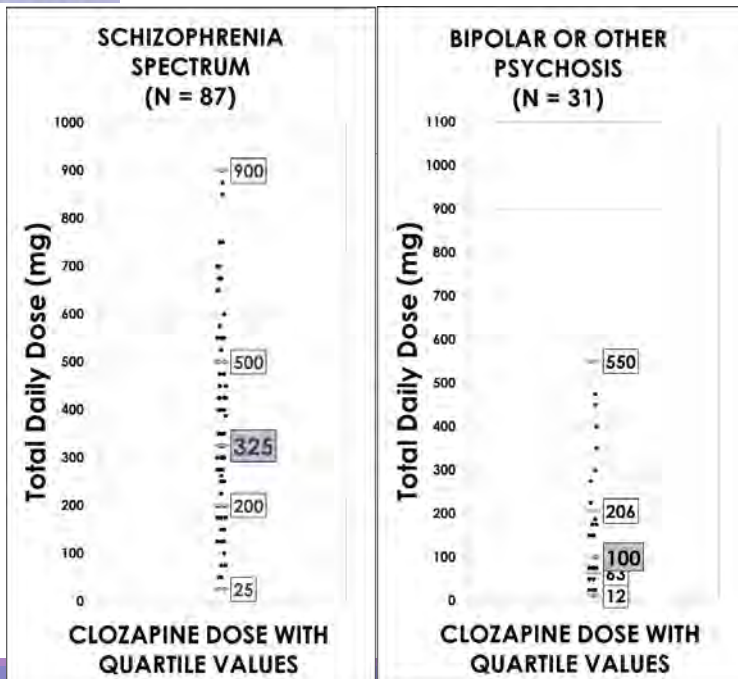 SCHIZOPHRENIA
SPECTRUM
(N = 87)
Total Daily Dose (mg)
1000
900
800
700
600
500
400
300
200
100
0
900
500
325
200
25
CLOZAPINE DOSE WITH
QUARTILE VALUES
BIPOLAR OR OTHER
PSYCHOSIS
(N = 31)
Total Daily Dose (mg)
1100
1000
900
800
700
600
500
400
300
200
100
0
550
206
100
63
12
CLOZAPINE DOSE WITH
QUARTILE VALUES